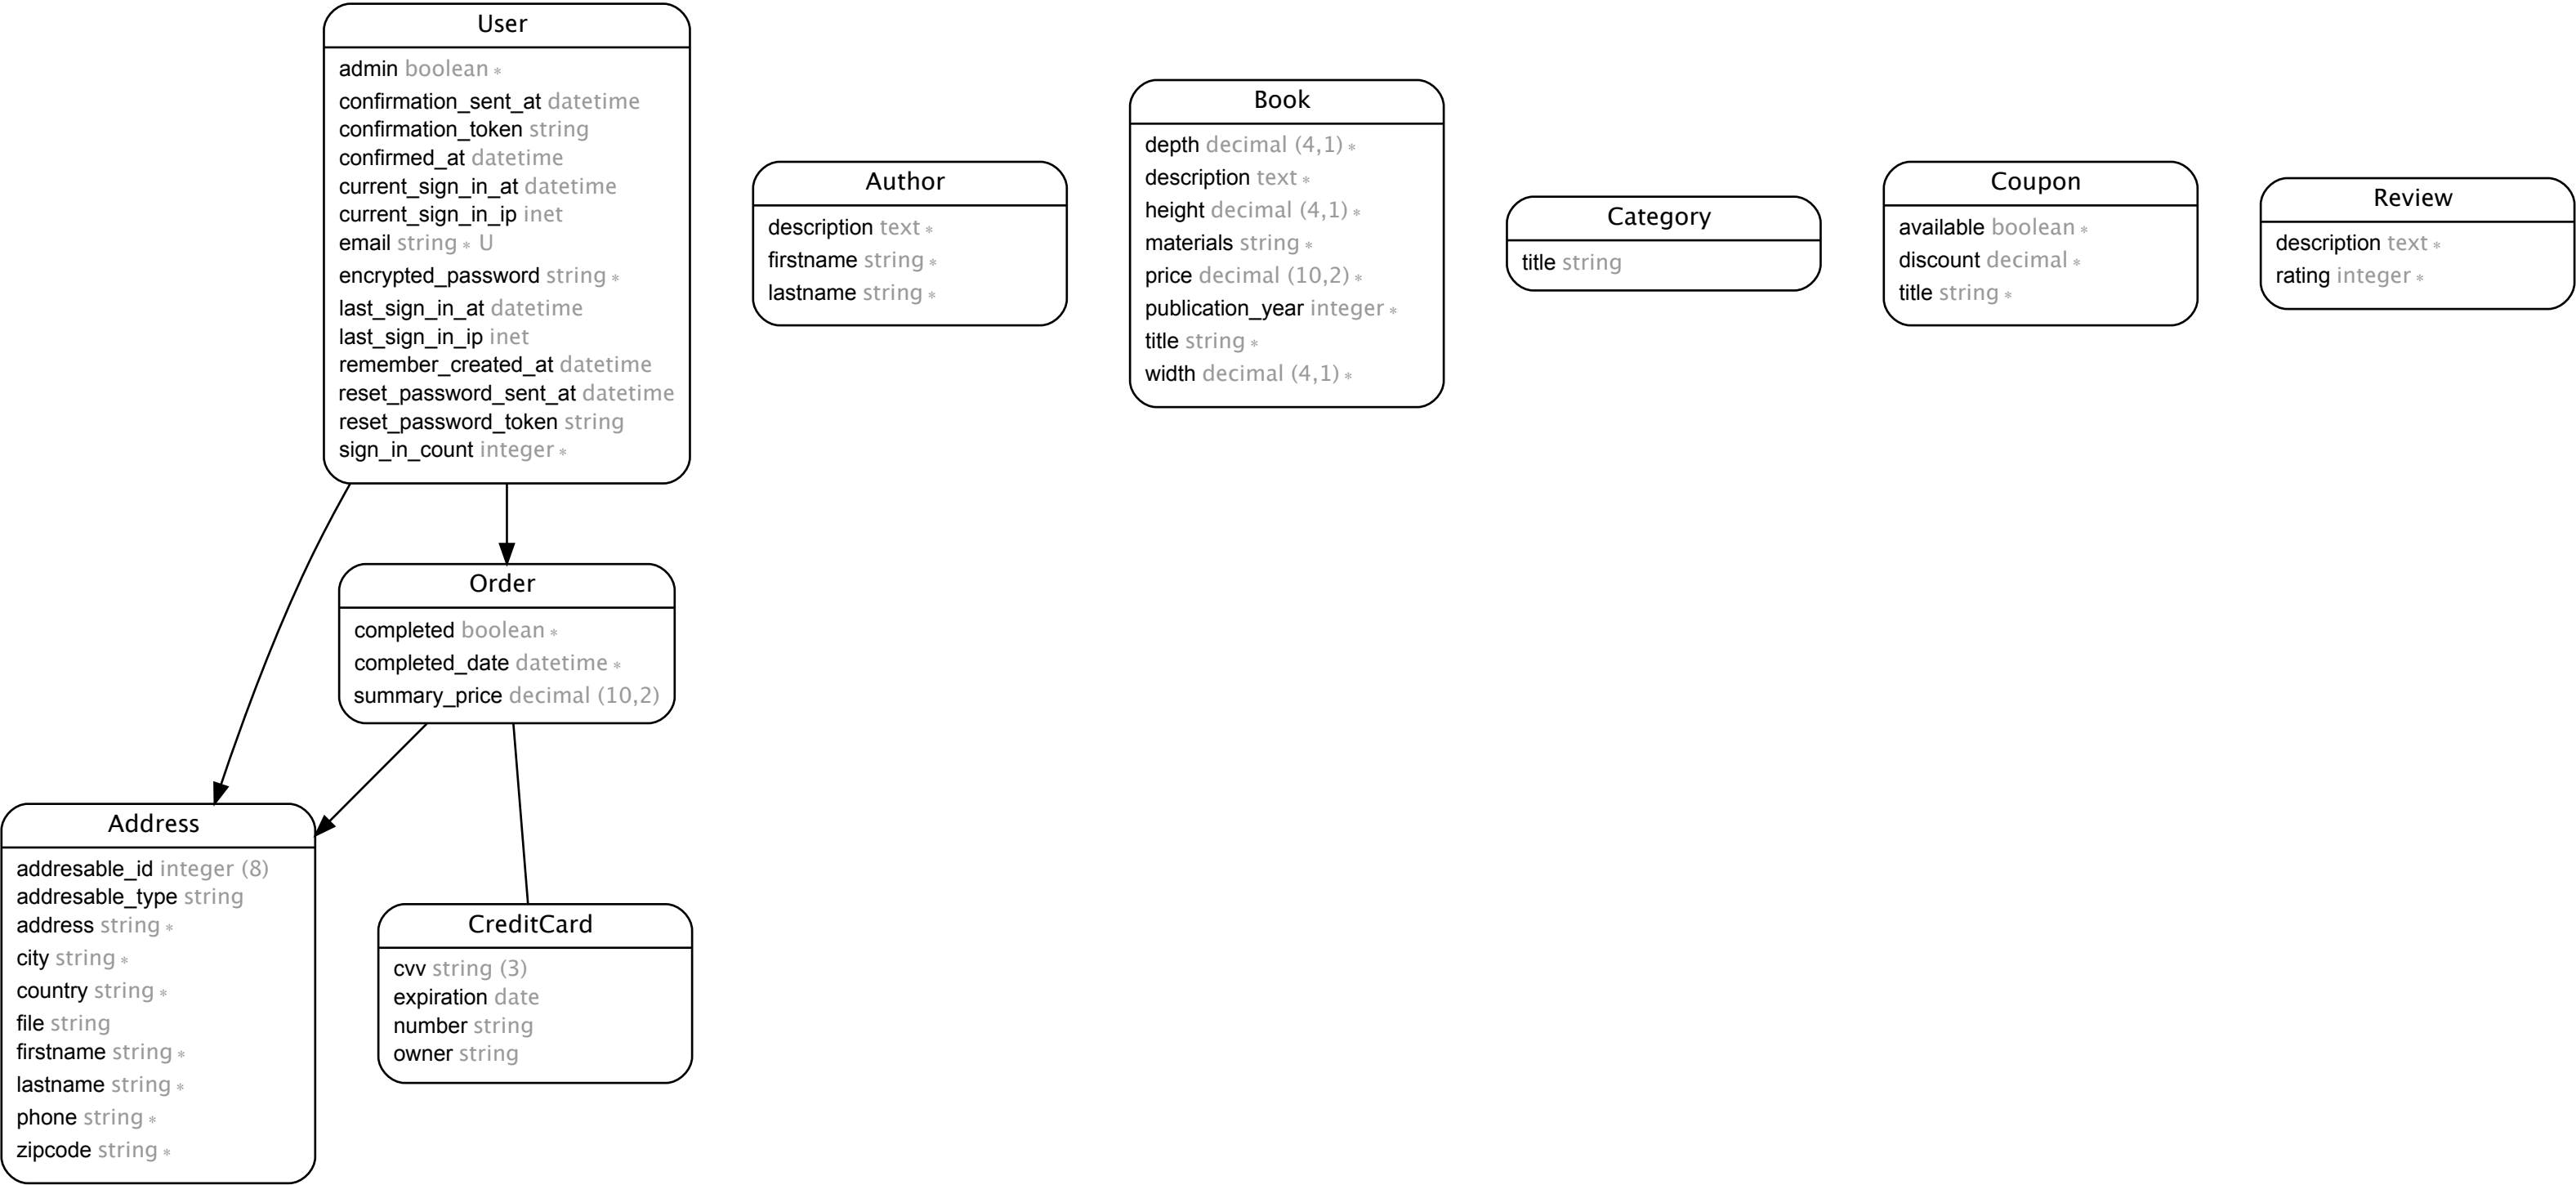 User
admin boolean *
confirmation_sent_at datetime
confirmation_token string
confirmed_at datetime
current_sign_in_at datetime
current_sign_in_ip inet
email string * U
encrypted_password string *
last_sign_in_at datetime
last_sign_in_ip inet
remember_created_at datetime
reset_password_sent_at datetime
reset_password_token string
sign_in_count integer *
Author
description text *
firstname string *
lastname string *
Book
depth decimal (4,1) *
description text *
height decimal (4,1) *
materials string *
price decimal (10,2) *
publication_year integer *
title string *
width decimal (4,1) *
Category
title string
Coupon
available boolean *
discount decimal *
title string *
Review
description text *
rating integer *
Order
completed boolean *
completed_date datetime *
summary_price decimal (10,2)
Address
addresable_id integer (8)
addresable_type string
address string *
city string *
country string *
file string
firstname string *
lastname string *
phone string *
zipcode string *
CreditCard
cvv string (3)
expiration date
number string
owner string